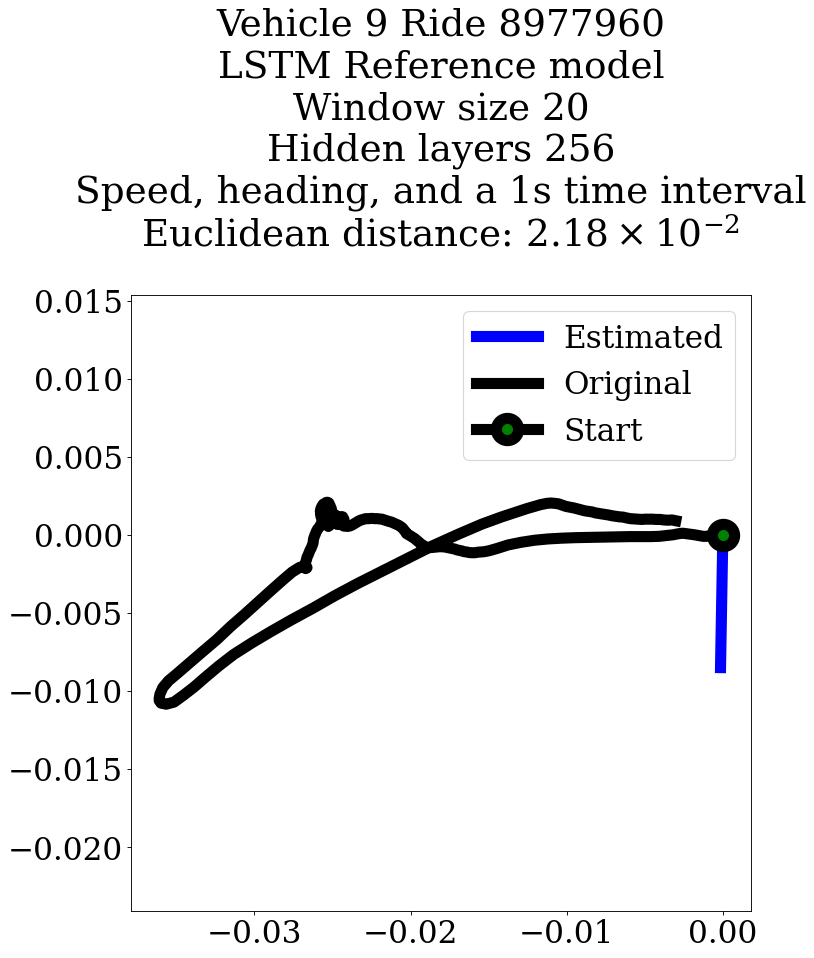 Vehicle 9 Ride 8977960
LSTM Reference model
Window size 20
Hidden layers 256
Speed, heading, and a 1s time interval
Euclidean distance: 2.18 × 10⁻²
Estimated
Original
Start
0.015
0.010
0.005
0.000
−0.005
−0.010
−0.015
−0.020
−0.03 −0.02 −0.01 0.00